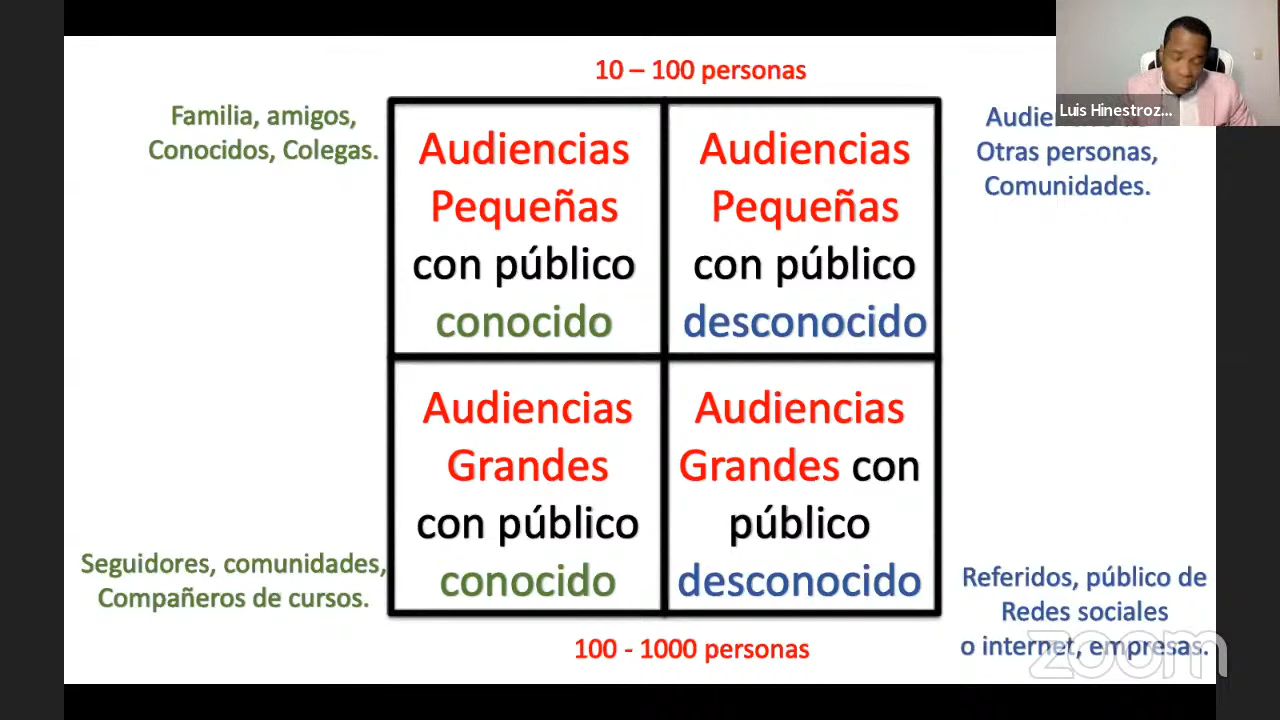 10 – 100 personas
Luis Hinestroz...
Familia, amigos,
Conocidos, Colegas.
Audiencias
Pequeñas
con público
conocido
Audiencias
Pequeñas
con público
desconocido
Otras personas,
Comunidades.
Audiencias
Grandes
con público
conocido
Audiencias
Grandes con
público
desconocido
Seguidores, comunidades,
Compañeros de cursos.
Referidos, público de
Redes sociales
o internet, empresas.
100 - 1000 personas
zoom